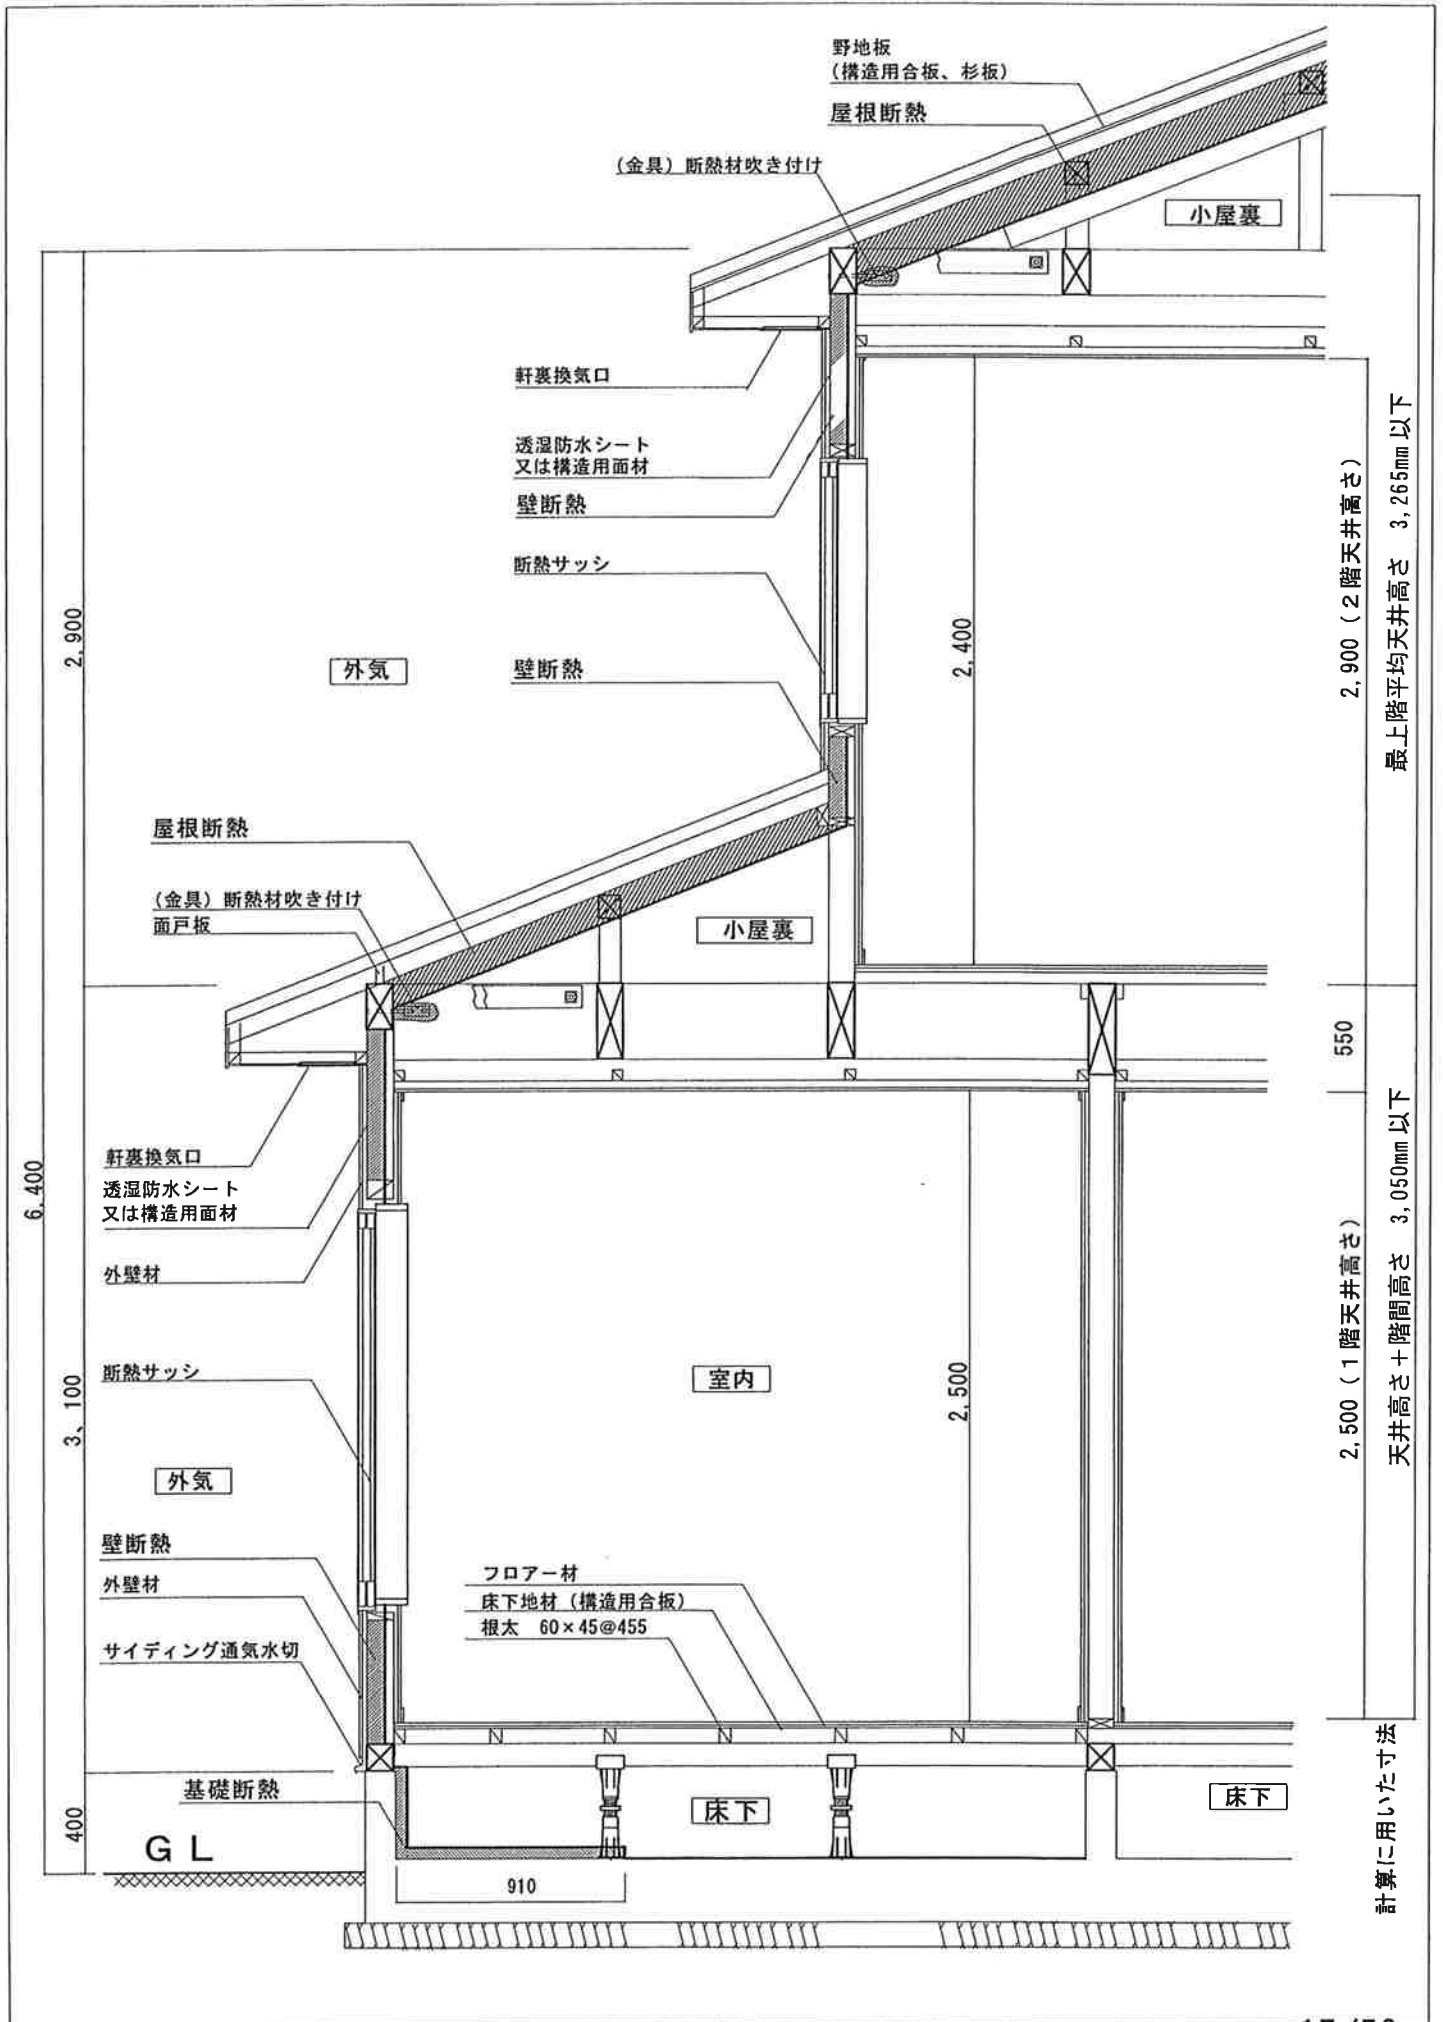 野地板
(構造用合板、杉板)
屋根断熱
(金具) 断熱材吹き付け
小屋裏
軒裏換気口
透湿防水シート
又は構造用面材
壁断熱
断熱サッシ
2,900
外気
壁断熱
2,400
2,900 (2階天井高さ)
最上階平均天井高さ 3,265mm以下
屋根断熱
(金具) 断熱材吹き付け
面戸板
小屋裏
550
軒裏換気口
透湿防水シート
又は構造用面材
外壁材
6,400
断熱サッシ
3、100
室内
2,500
2,500 (1階天井高さ)
天井高さ+階間高さ 3,050mm以下
外気
壁断熱
外壁材
サイディング通気水切
フロアー材
床下地材 (構造用合板)
根太 60×45@455
基礎断熱
400
GL
床下
床下
910
計算に用いた寸法